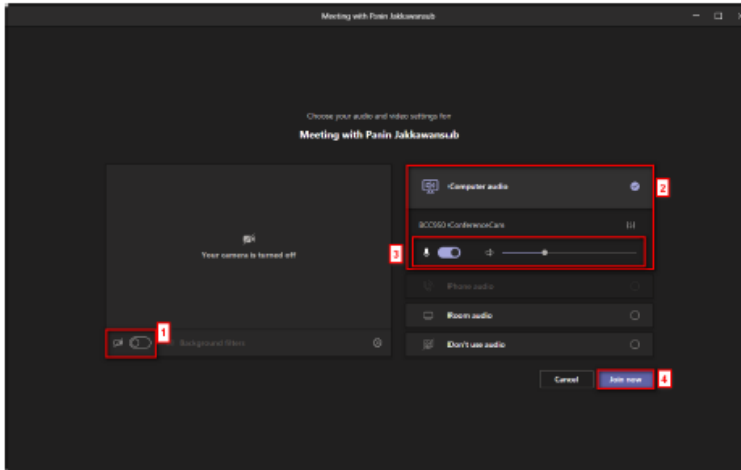 Meeting with Panin Jakkawansub
Choose your audio and video settings for
Meeting with Panin Jakkawansub
Computer audio
2
BCC950 ConferenceCam
3
Your camera is turned off
Phone audio
Room audio
1
Background filters
Don't use audio
Cancel
Join now
4